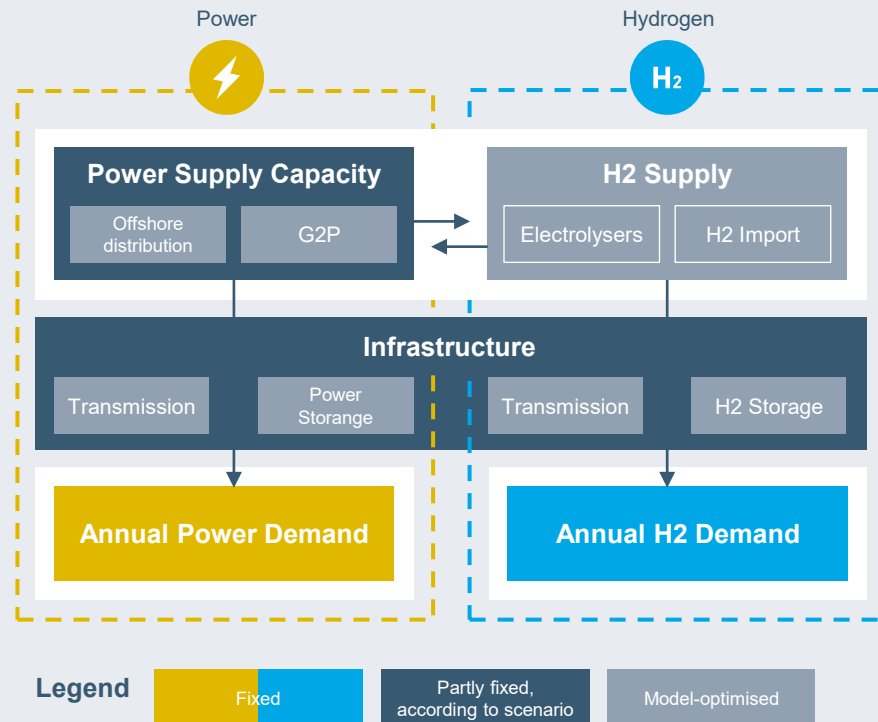 Power
Hydrogen
H₂
Power Supply Capacity
Offshore
distribution
G2P
H2 Supply
Electrolysers
H2 Import
Infrastructure
Transmission
Power
Storange
Transmission
H2 Storage
Annual Power Demand
Annual H2 Demand
Legend
Fixed
Partly fixed,
according to scenario
Model-optimised